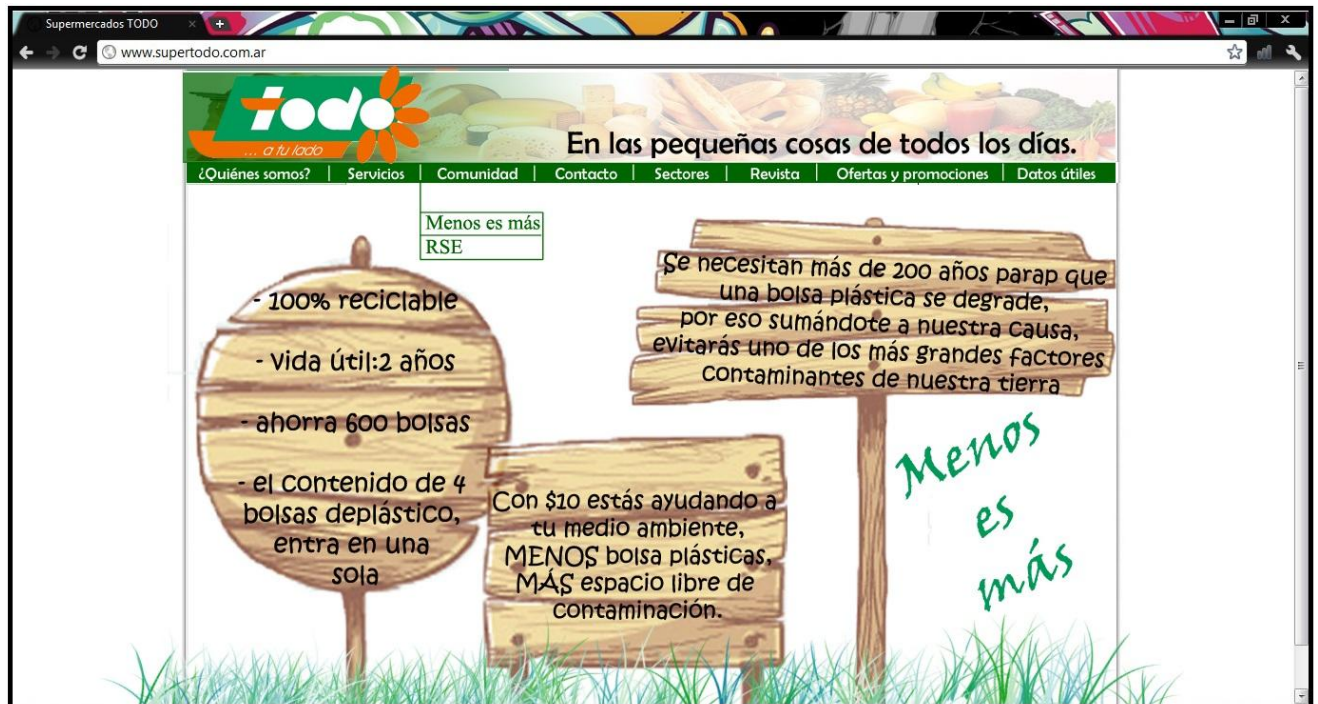 Supermercados TODO
www.supertodo.com.ar
todo
... a tu lado
En las pequeñas cosas de todos los días.
¿Quiénes somos? | Servicios | Comunidad | Contacto | Sectores | Revista | Ofertas y promociones | Datos útiles
Menos es más
RSE
- 100% reciclable
- Vida útil:2 años
- ahorra 600 bolsas
- el contenido de 4
bolsas deplástico,
entra en una
sola
Con $10 estás ayudando a
tu medio ambiente,
MENOS bolsa plásticas,
MÁS espacio libre de
contaminación.
Se necesitan más de 200 años parap que
una bolsa plástica se degrade,
por eso sumándote a nuestra causa,
evitarás uno de los más grandes factores
contaminantes de nuestra tierra
Menos
es
más